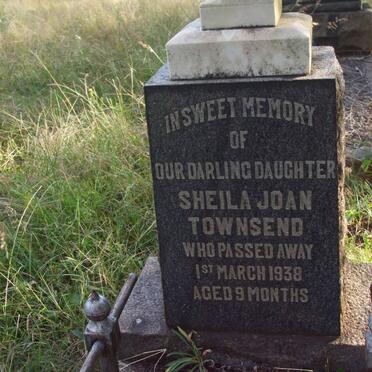 IN SWEET MEMORY
OF
OUR DARLING DAUGHTER
SHEILA JOAN
TOWNSEND
WHO PASSED AWAY
1ST MARCH 1938
AGED 9 MONTHS